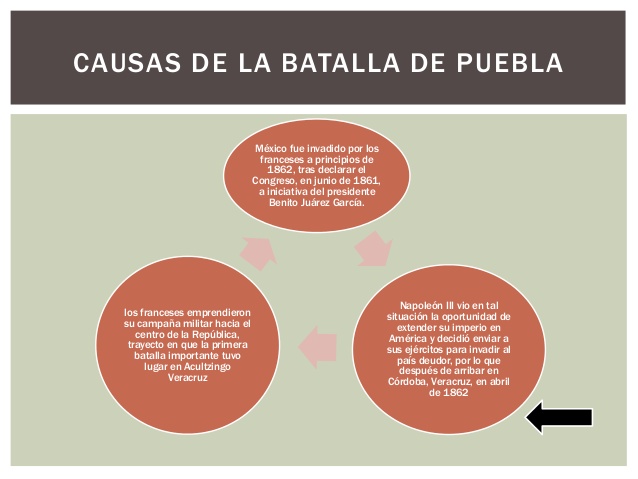 CAUSAS DE LA BATALLA DE PUEBLA
México fue invadido por los
franceses a principios de
1862, tras declarar el
Congreso, en junio de 1861,
a iniciativa del presidente
Benito Juárez García.
Napoleón III vio en tal
situación la oportunidad de
extender su imperio en
América y decidió enviar a
sus ejércitos para invadir al
país deudor, por lo que
después de arribar en
Córdoba, Veracruz, en abril
de 1862
los franceses emprendieron
su campaña militar hacia el
centro de la República,
trayecto en que la primera
batalla importante tuvo
lugar en Acultzingo
Veracruz